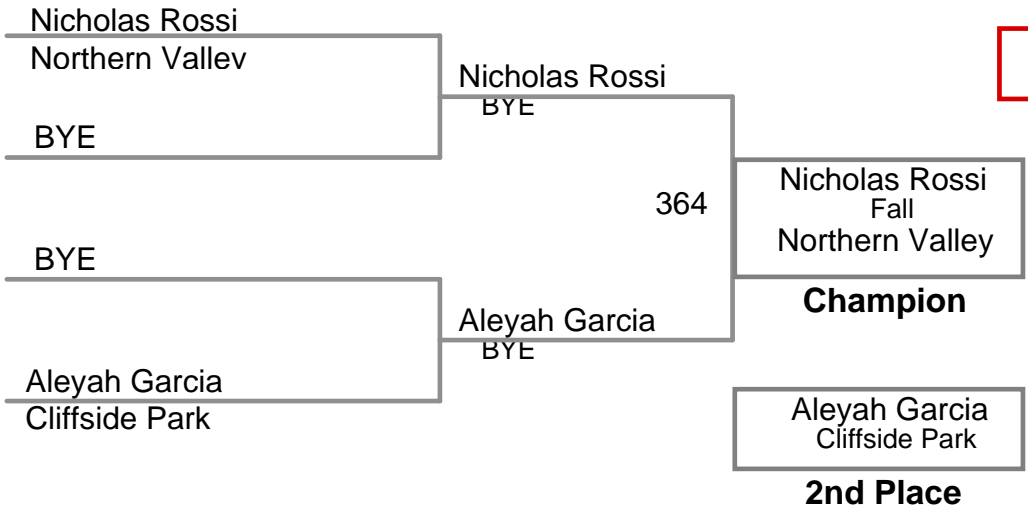 Nicholas Rossi
Northern Valley
BYE
Nicholas Rossi
BYE
364
Nicholas Rossi
Fall
Northern Valley
Champion
BYE
Aleyah Garcia
Cliffside Park
Aleyah Garcia
BYE
Aleyah Garcia
Cliffside Park
2nd Place